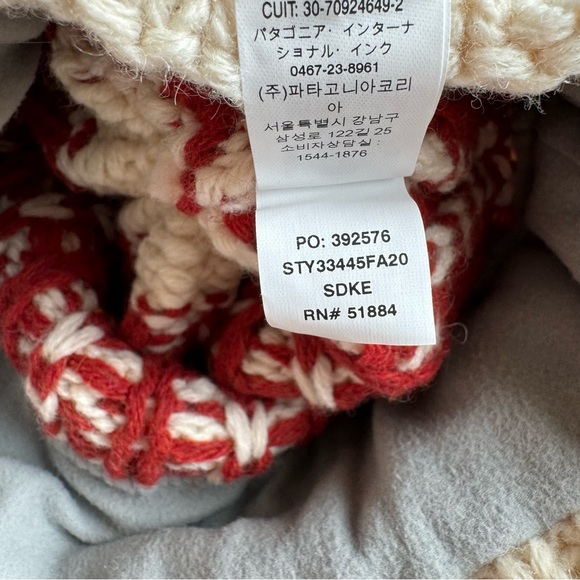 CUIT: 30-70924649-2
パタゴニア・インターナ
ショナル・インク
0467-23-8961
(주)파타고니아코리
아
서울특별시 강남구
삼성로 122길 25
소비자상담실 :
1544-1876
PO: 392576
STY33445FA20
SDKE
RN# 51884